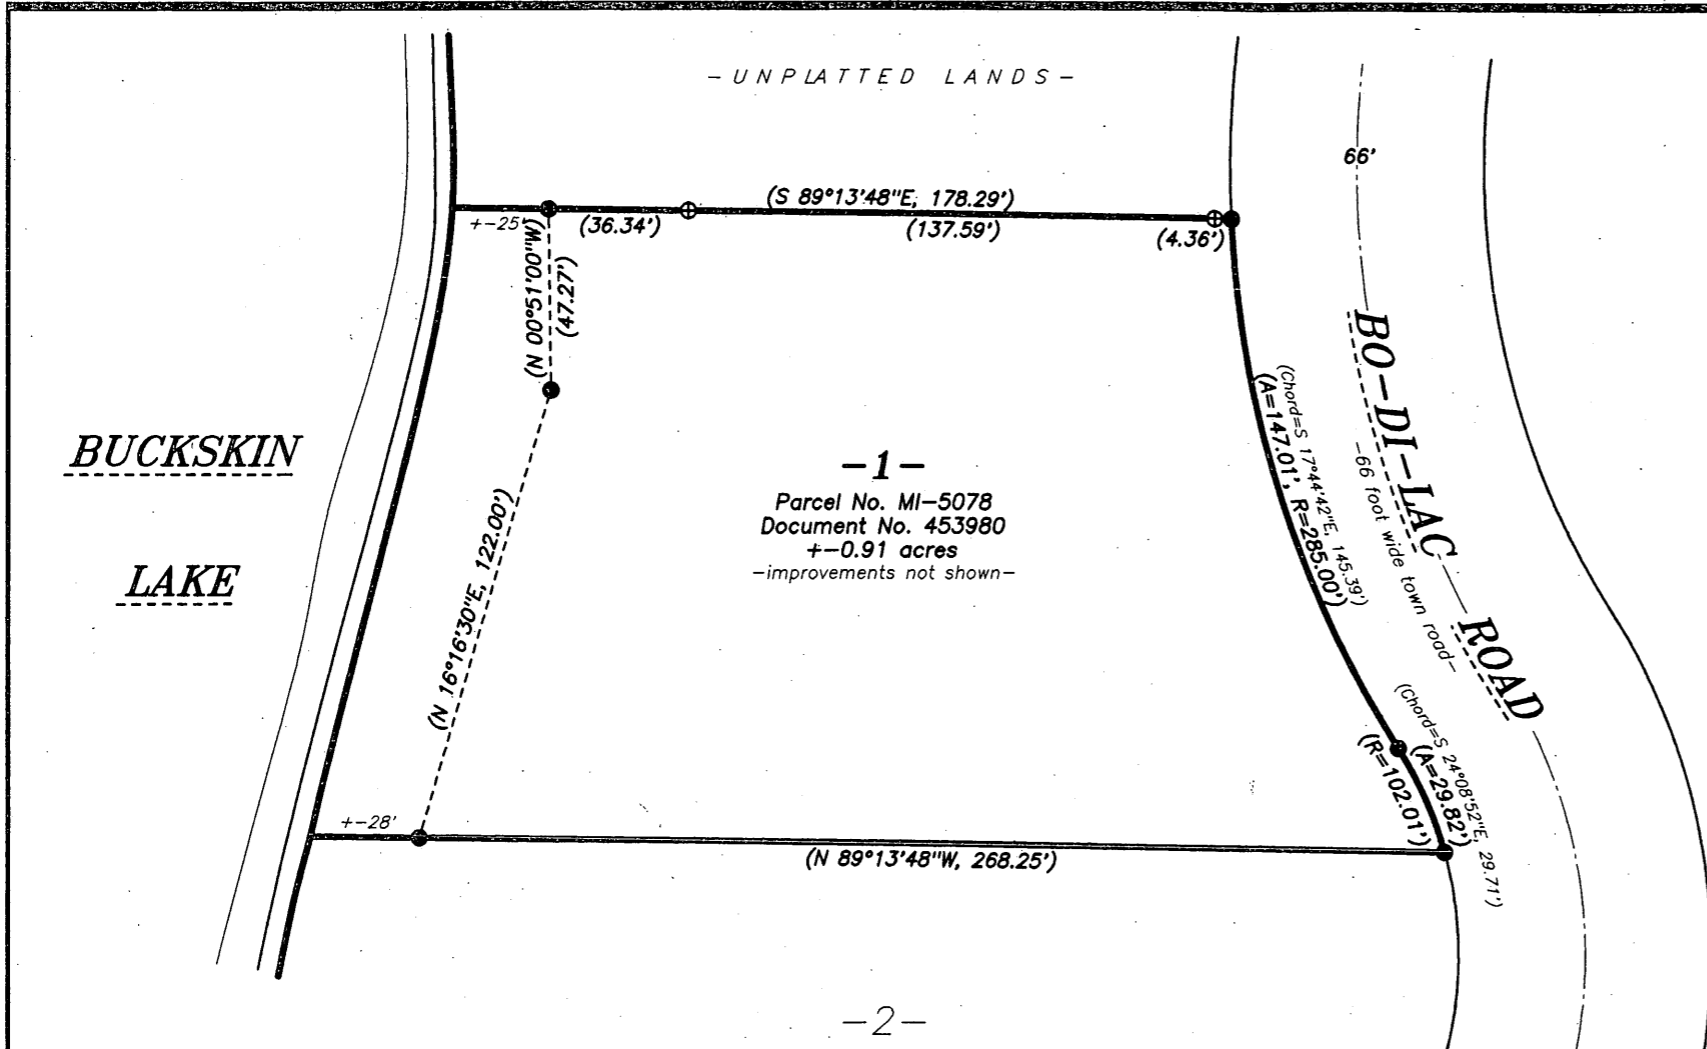 -UNPLATTED LANDS-
66'
(S 89°13'48"E, 178.29')
+-25'
(36.34')
(137.59')
(4.36')
(N 00°51'00"W)
(47.27')
BO-DI-LAC ROAD
-66 foot wide town road-
(Chord=S 17°44'42"E, 145.39')
(A=147.01', R=285.00')
BUCKSKIN
LAKE
-1-
Parcel No. MI-5078
Document No. 453980
+-0.91 acres
-improvements not shown-
(N 16°16'30"E, 122.00')
(Chord=S 24°08'52"E, 29.71')
(A=29.82')
(R=102.01')
+-28'
(N 89°13'48"W, 268.25')
-2-